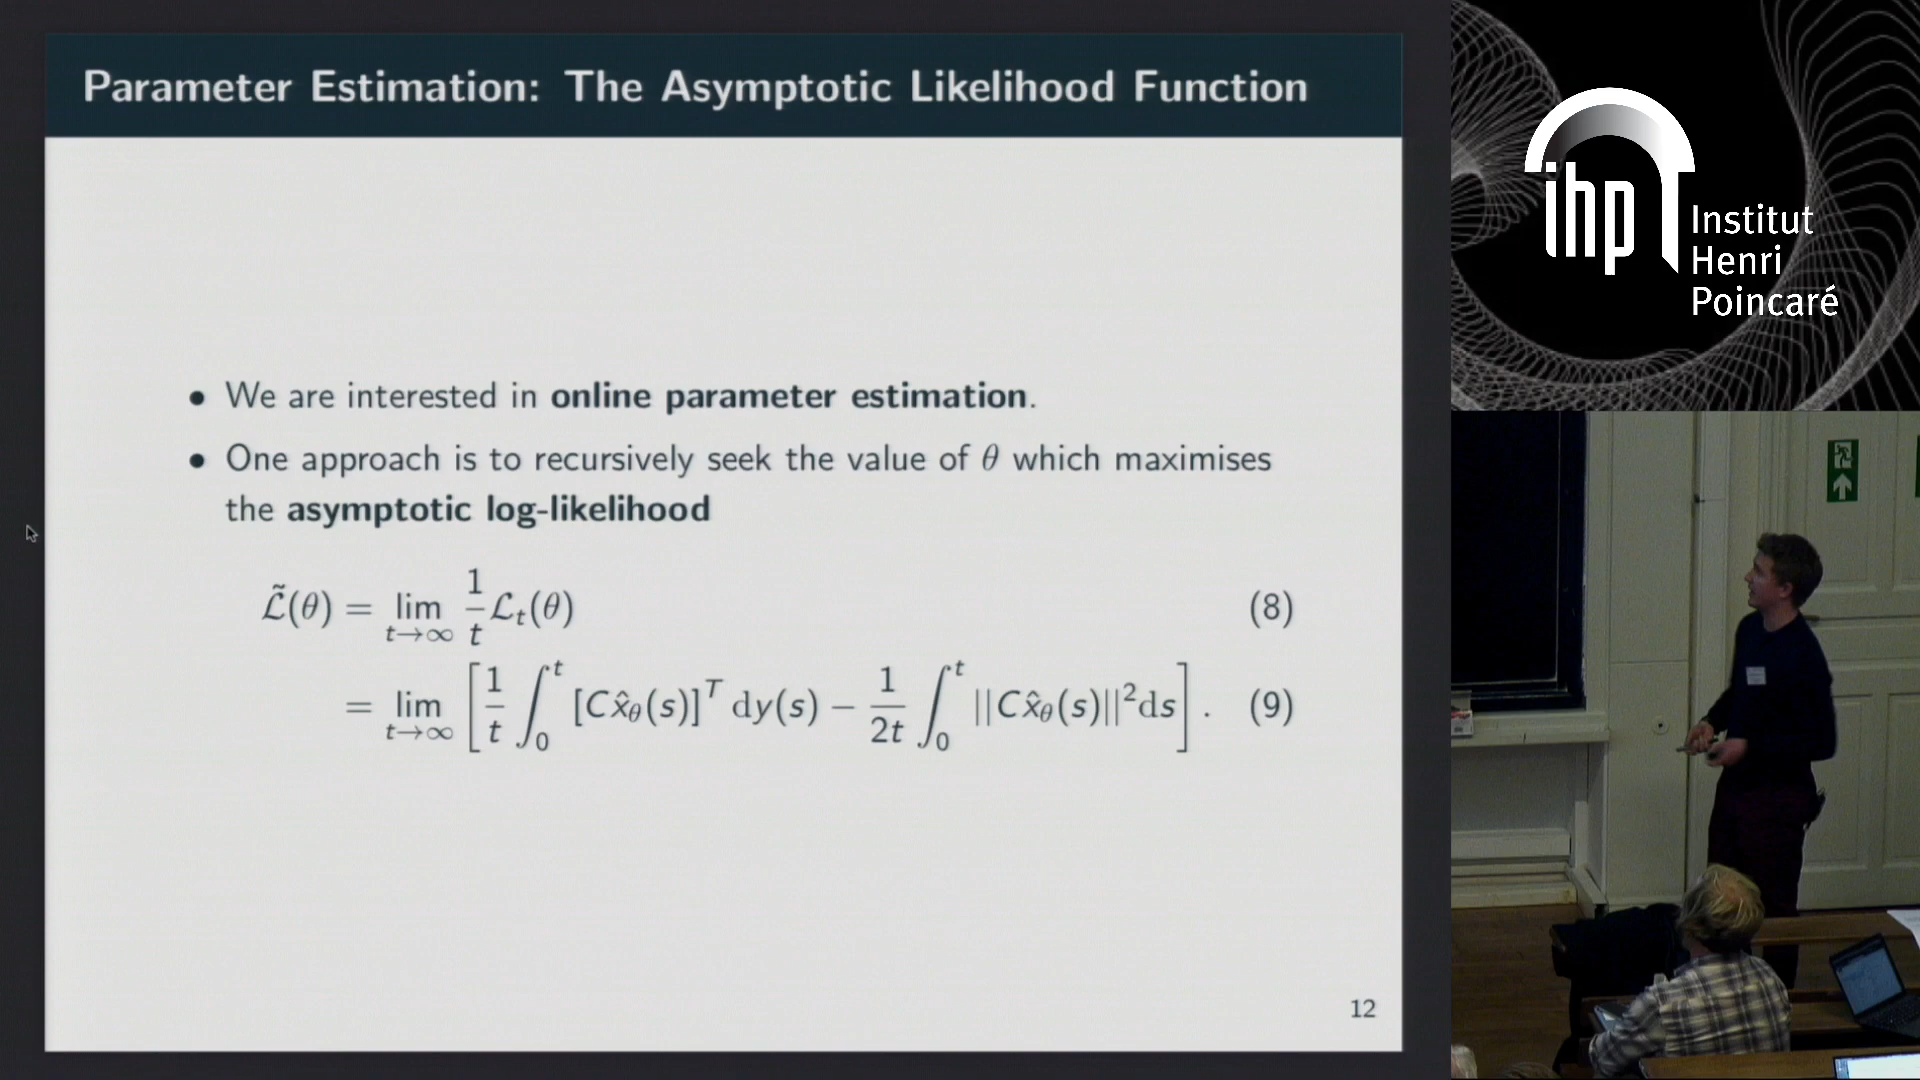 Parameter Estimation: The Asymptotic Likelihood Function
• We are interested in online parameter estimation.
• One approach is to recursively seek the value of θ which maximises
the asymptotic log-likelihood
ℒ̃(θ) = lim_{t→∞} 1/t ℒ_t(θ) (8)
= lim_{t→∞} [ 1/t ∫_0^t [Cx̂_θ(s)]^T dy(s) − 1/2t ∫_0^t ||Cx̂_θ(s)||² ds ] . (9)
12
ihp
Institut
Henri
Poincaré